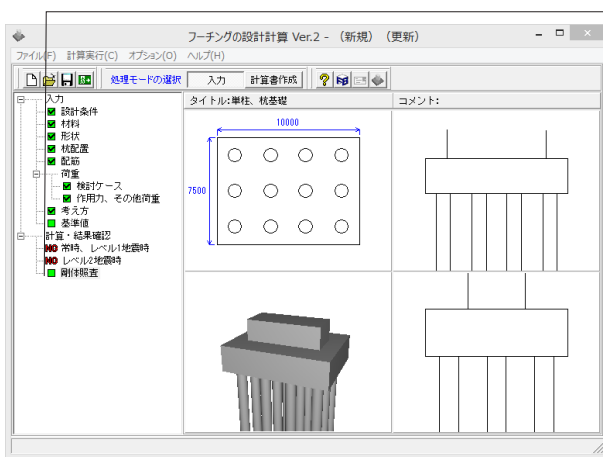 フーチングの設計計算 Ver.2 - （新規）（更新）
ファイル(F) 計算実行(C) オプション(O) ヘルプ(H)
処理モードの選択 入力 計算書作成
入力
設計条件
材料
形状
杭配置
配筋
荷重
検討ケース
作用力、その他荷重
考え方
基準値
計算・結果確認
NO 常時、レベル1地震時
NO レベル2地震時
剛体照査
タイトル:単柱、杭基礎
コメント:
10000
7500